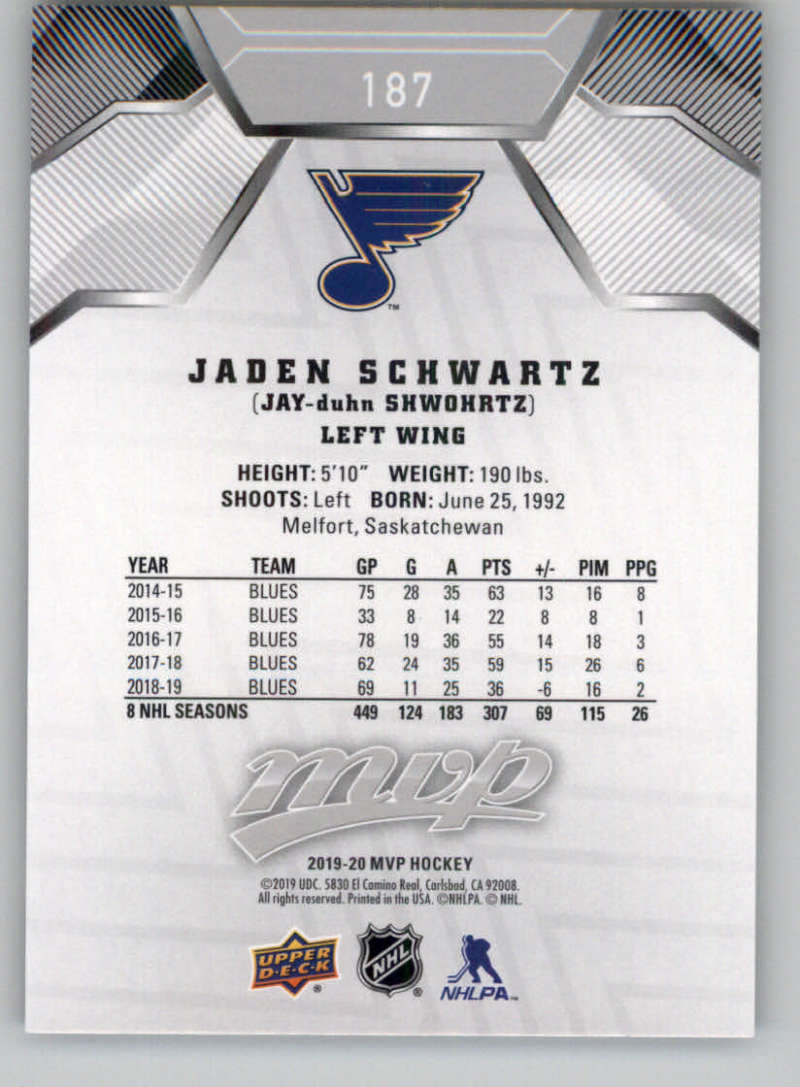 187
TM
JADEN SCHWARTZ
(JAY-duhn SHWOHRTZ)
LEFT WING
HEIGHT: 5'10" WEIGHT: 190 lbs.
SHOOTS: Left BORN: June 25, 1992
Melfort, Saskatchewan
YEAR TEAM GP G A PTS +/- PIM PPG
2014-15 BLUES 75 28 35 63 13 16 8
2015-16 BLUES 33 8 14 22 8 8 1
2016-17 BLUES 78 19 36 55 14 18 3
2017-18 BLUES 62 24 35 59 15 26 6
2018-19 BLUES 69 11 25 36 -6 16 2
8 NHL SEASONS 449 124 183 307 69 115 26
mvp
2019-20 MVP HOCKEY
©2019 UDC. 5830 El Camino Real, Carlsbad, CA 92008.
All rights reserved. Printed in the USA. ©NHLPA. © NHL.
UPPER D·E·C·K ® NHL ® NHLPA™